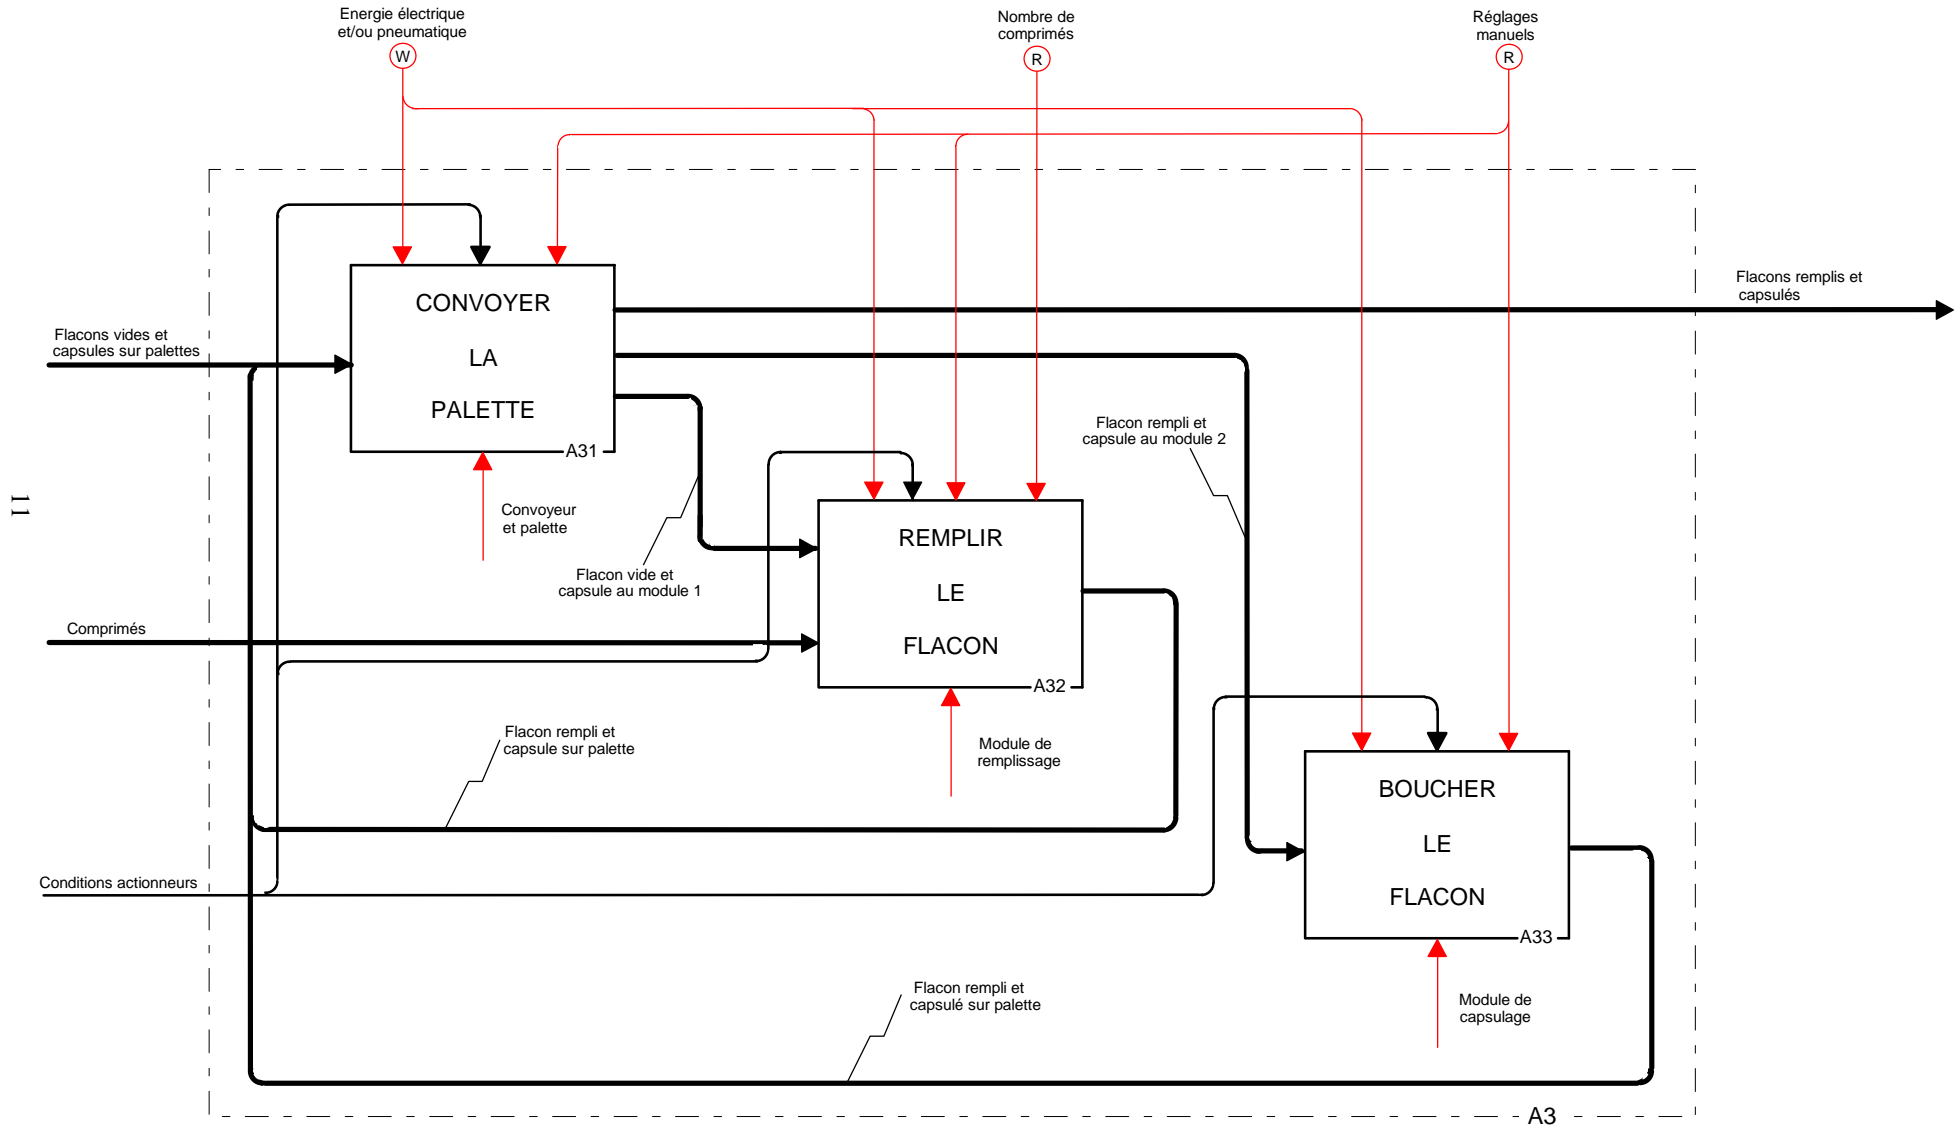 Energie électrique
et/ou pneumatique
W
Nombre de
comprimés
R
Réglages
manuels
R
Flacons remplis et
capsulés
Flacons vides et
capsules sur palettes
CONVOYER
LA
PALETTE
A31
Convoyeur
et palette
Flacon rempli et
capsule au module 2
11
REMPLIR
LE
FLACON
A32
Flacon vide et
capsule au module 1
Comprimés
Flacon rempli et
capsule sur palette
Module de
remplissage
BOUCHER
LE
FLACON
A33
Conditions actionneurs
Flacon rempli et
capsulé sur palette
Module de
capsulage
A3